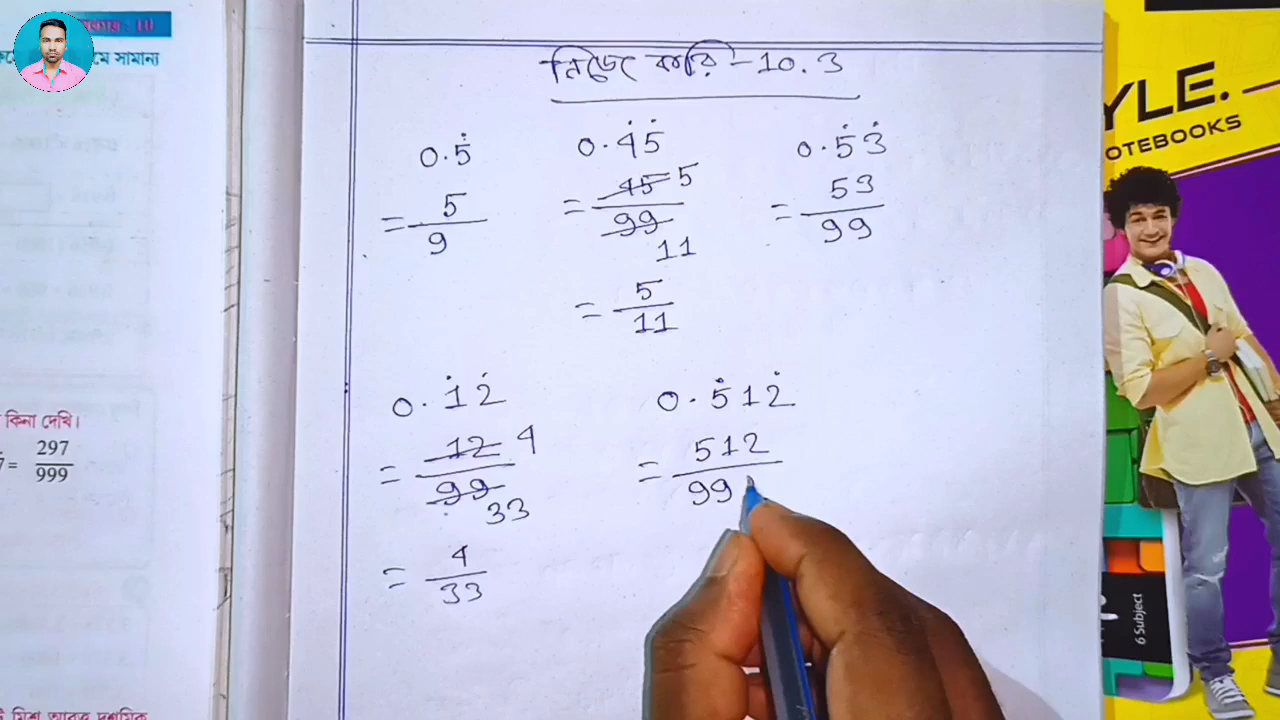 নিজে করি - 10.3
0.5̇
= 5/9
0.4̇5̇
= 45/99 5 11
= 5/11
0.5̇3̇
= 53/99
0.1̇2̇
= 12/99 4 33
= 4/33
0.5̇12̇
= 512/99
সামান্য
কিনা দেখি।
= 297/999
YLE.
NOTEBOOKS
6 Subject